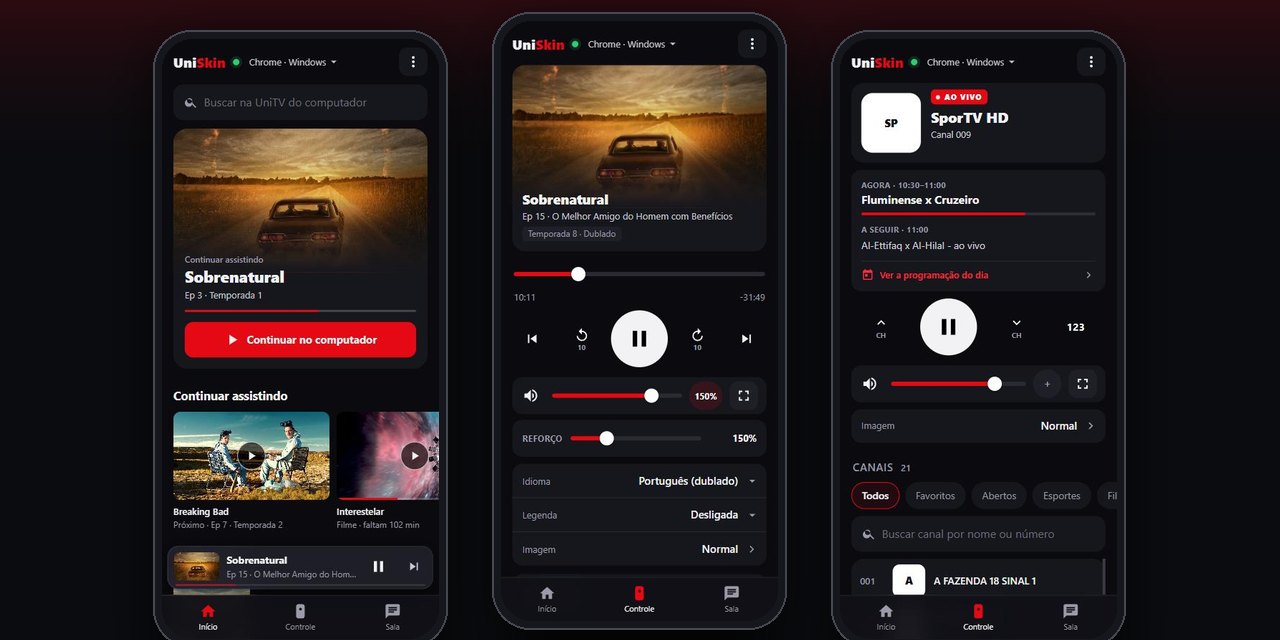 UniSkin
Chrome · Windows
Buscar na UniTV do computador
Continuar assistindo
Sobrenatural
Ep 3 · Temporada 1
Continuar no computador
Continuar assistindo
Breaking Bad
Próximo · Ep 7 · Temporada 2
Interestelar
Filme · faltam 102 min
Sobrenatural
Ep 15 · O Melhor Amigo do Hom...
Início
Controle
Sala
UniSkin
Chrome · Windows
Sobrenatural
Ep 15 · O Melhor Amigo do Homem com Benefícios
Temporada 8 · Dublado
10:11
-31:49
10
10
150%
REFORÇO
150%
Idioma
Português (dublado)
Legenda
Desligada
Imagem
Normal
Início
Controle
Sala
UniSkin
Chrome · Windows
SP
AO VIVO
SporTV HD
Canal 009
AGORA · 10:30–11:00
Fluminense x Cruzeiro
A SEGUIR · 11:00
Al-Ettifaq x Al-Hilal - ao vivo
Ver a programação do dia
CH
CH
123
+
Imagem
Normal
CANAIS 21
Todos
Favoritos
Abertos
Esportes
Fil
Buscar canal por nome ou número
001
A
A FAZENDA 18 SINAL 1
Início
Controle
Sala